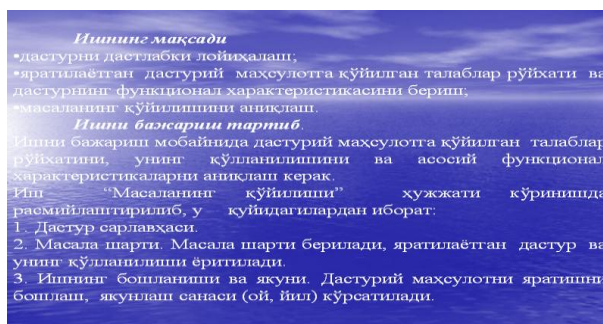 Ишнинг мақсади
•дастурни дастлабки лойиҳалаш;
•яратилаётган дастурий маҳсулотга қўйилган талаблар рўйхати ва
дастурнинг функционал характеристикасини бериш;
•масаланинг қўйилишини аниқлаш.
Ишни бажариш тартиб.
Ишни бажариш мобайнида дастурий маҳсулотга қўйилган талаблар
рўйхатини, унинг қўлланилишини ва асосий функционал
характеристикаларни аниқлаш керак.
Иш “Масаланинг қўйилиши” ҳужжати кўринишда
расмийлаштирилиб, у қуйидагилардан иборат:
1. Дастур сарлавҳаси.
2. Масала шарти. Масала шарти берилади, яратилаётган дастур ва
унинг қўлланилиши ёритилади.
3. Ишнинг бошланиши ва якуни. Дастурий маҳсулотни яратишни
бошлаш, якунлаш санаси (ой, йил) кўрсатилади.